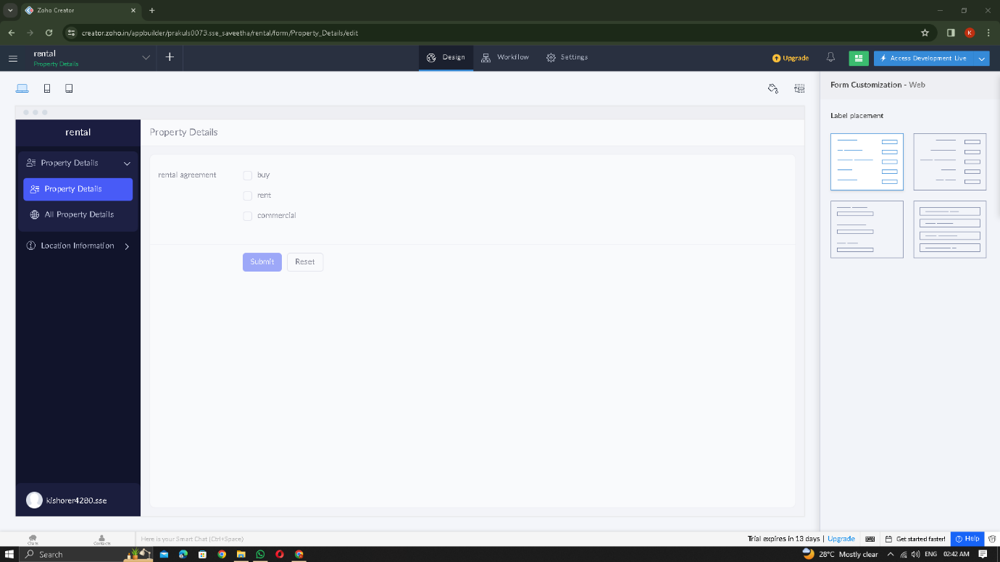 Zoho Creator
creator.zoho.in/appbuilder/prakuls0073.sse_saveetha/rental/form/Property_Details/edit
K
rental
Property Details
Design
Workflow
Settings
Upgrade
Access Development Live
Form Customization - Web
Label placement
rental
Property Details
Property Details
All Property Details
Location Information
kishorer4280.sse
Property Details
rental agreement
buy
rent
commercial
Submit
Reset
Chats
Contacts
Here is your Smart Chat (Ctrl+Space)
Trial expires in 13 days | Upgrade
Get started faster!
Help
Search
28°C Mostly clear
ENG
02:42 AM